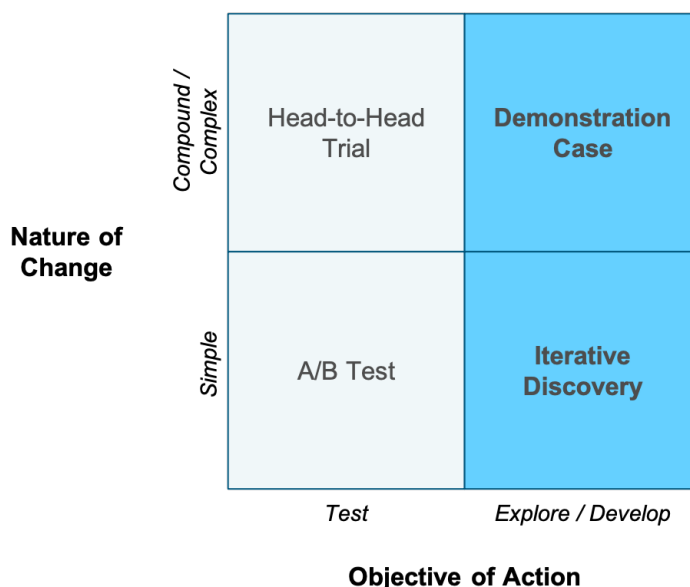 Compound /
Complex
Head-to-Head
Trial
Demonstration
Case
Nature of
Change
Simple
A/B Test
Iterative
Discovery
Test
Explore / Develop
Objective of Action